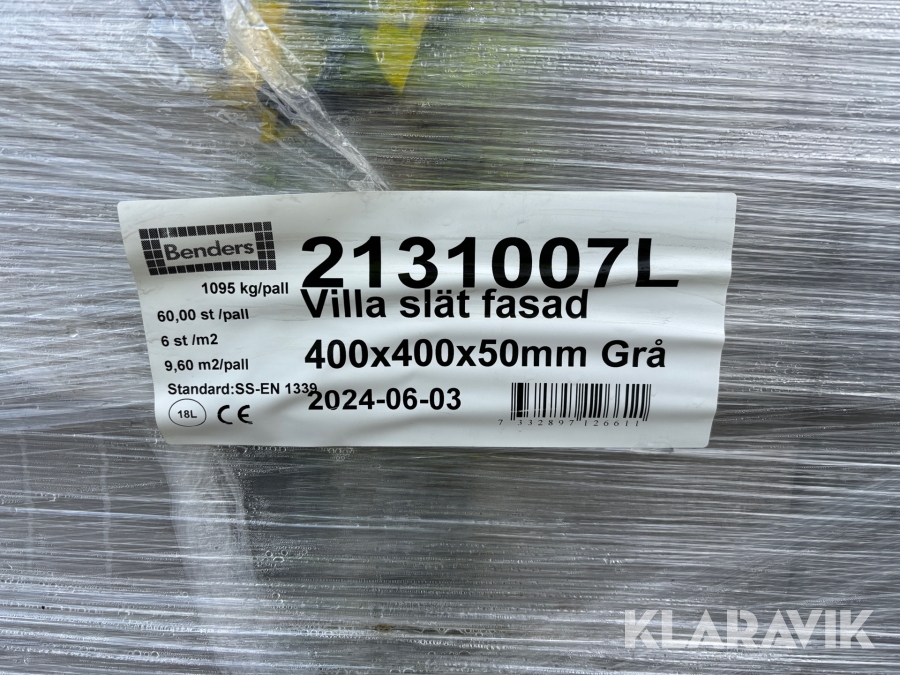 Benders
2131007L
1095 kg/pall
Villa slät fasad
60,00 st /pall
6 st /m2
400x400x50mm Grå
9,60 m2/pall
Standard:SS-EN 1339
2024-06-03
18L CE
7 332897 126611
KLARAVIK